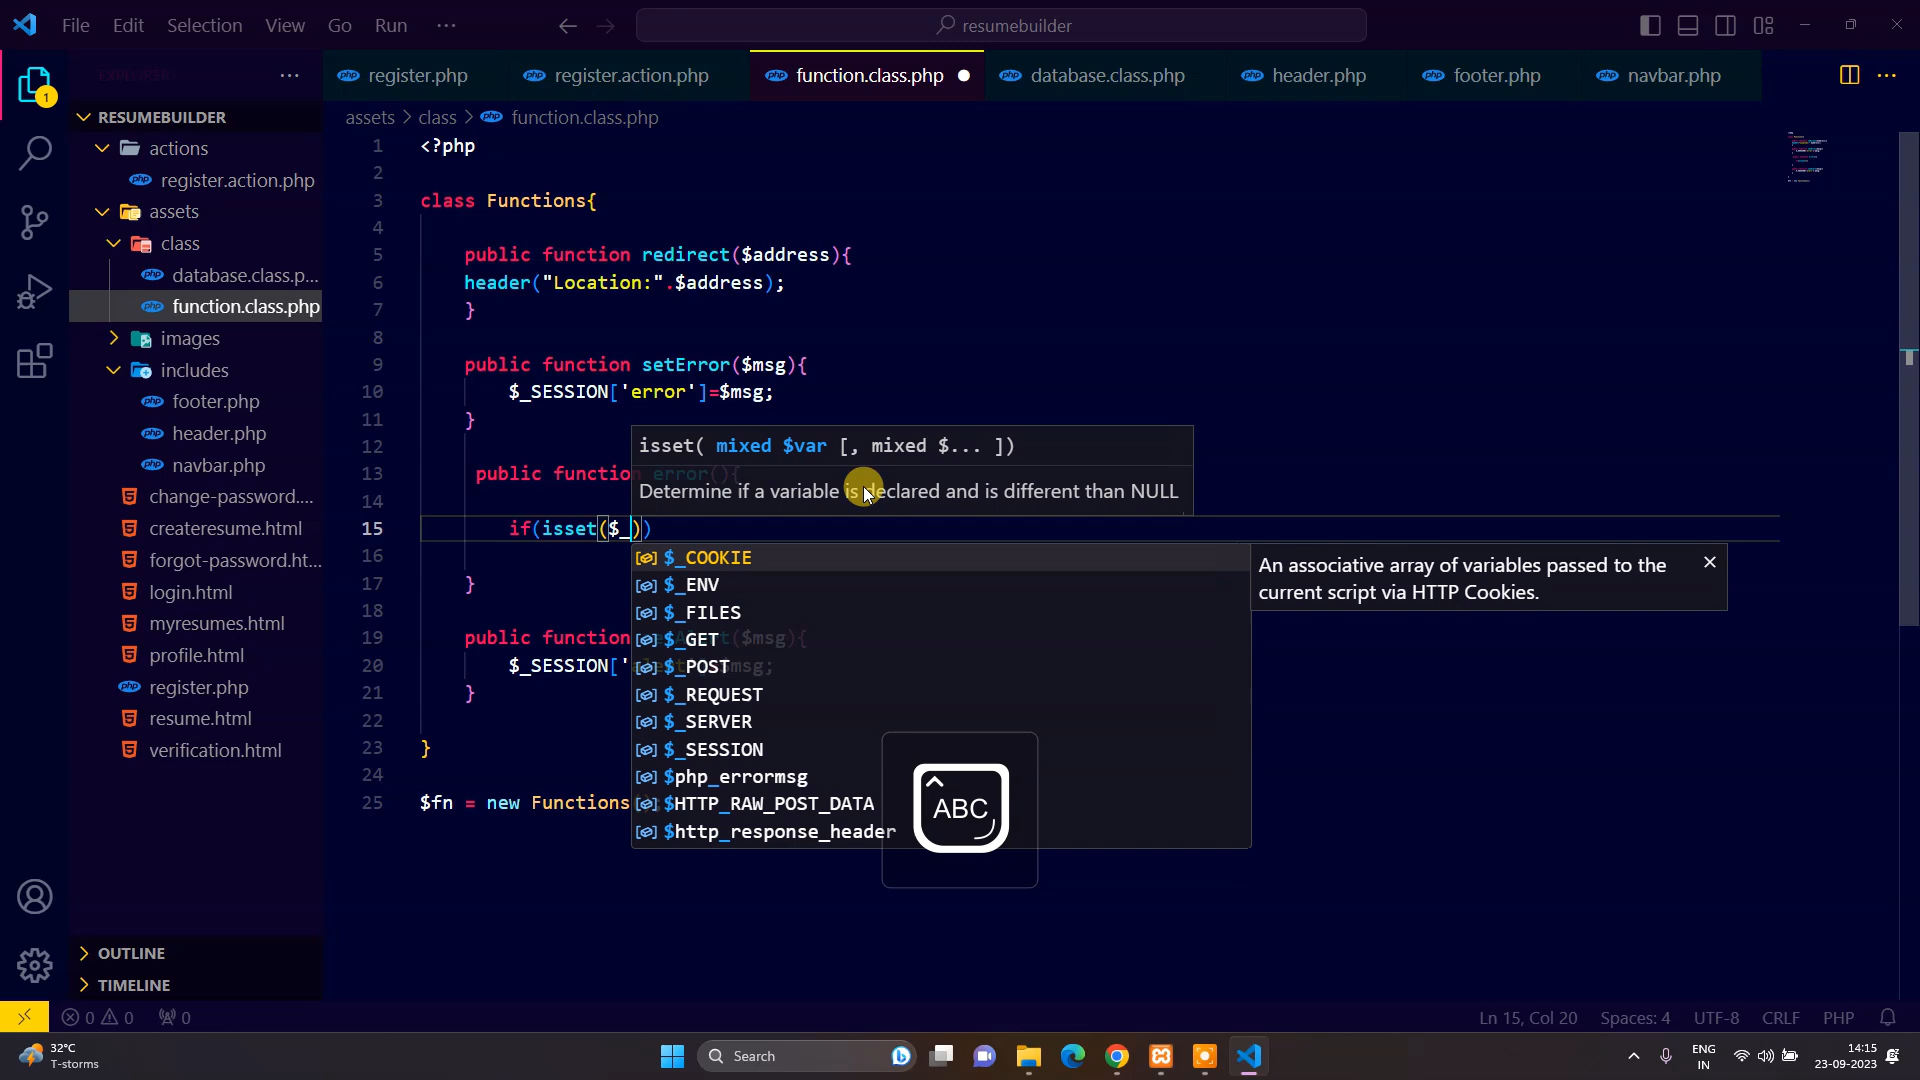 File Edit Selection View Go Run ··· resumebuilder
EXPLORER ···
register.php register.action.php function.class.php database.class.php header.php footer.php navbar.php ···
RESUMEBUILDER
actions
register.action.php
assets
class
database.class.p...
function.class.php
images
includes
footer.php
header.php
navbar.php
change-password....
createresume.html
forgot-password.ht...
login.html
myresumes.html
profile.html
register.php
resume.html
verification.html
OUTLINE
TIMELINE
1
assets > class > function.class.php
1 <?php
2
3 class Functions{
4
5 public function redirect($address){
6 header("Location:".$address);
7 }
8
9 public function setError($msg){
10 $_SESSION['error']=$msg;
11 }
12
13 public function error(){
14
15 if(isset($_))
16
17 }
18
19 public function ($msg){
20 $_SESSION[' msg;
21 }
22
23 }
24
25 $fn = new Functions
isset( mixed $var [, mixed $... ])
Determine if a variable is declared and is different than NULL
$_COOKIE
$_ENV
$_FILES
$_GET
$_POST
$_REQUEST
$_SERVER
$_SESSION
$php_errormsg
$HTTP_RAW_POST_DATA
$http_response_header
An associative array of variables passed to the
current script via HTTP Cookies.
ABC
0 0 0 Ln 15, Col 20 Spaces: 4 UTF-8 CRLF PHP
32°C
T-storms
Search
ENG
IN
14:15
23-09-2023